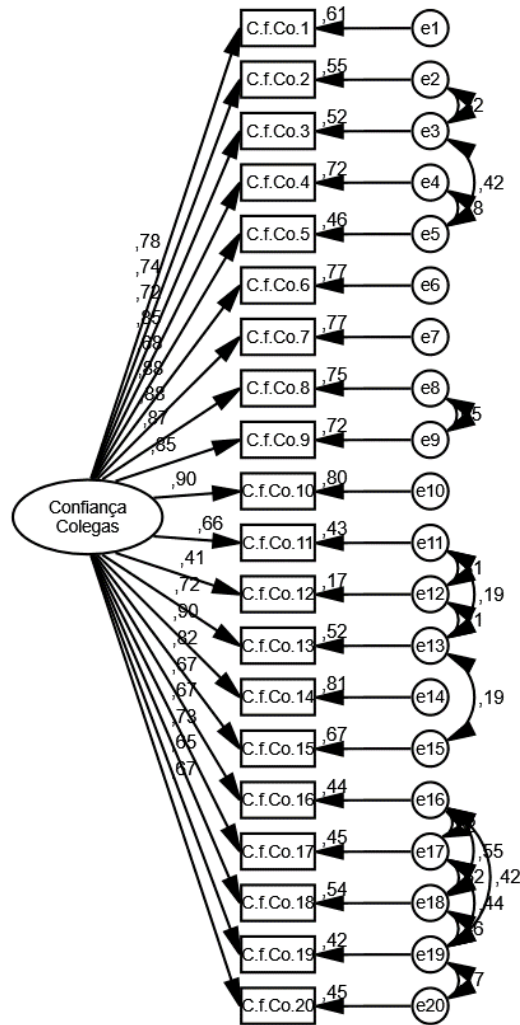 ,61
C.f.Co.1
e1
,55
C.f.Co.2
e2
,52
C.f.Co.3
e3
,72
C.f.Co.4
e4
,42
,46
C.f.Co.5
e5
,78
,74
,72
,85
,68
,88
,88
,87
,85
,77
C.f.Co.6
e6
,77
C.f.Co.7
e7
,75
C.f.Co.8
e8
,72
C.f.Co.9
e9
,90
,80
C.f.Co.10
e10
Confiança
Colegas
,66
,43
C.f.Co.11
e11
,41
,17
C.f.Co.12
e12
,19
,72
,52
C.f.Co.13
e13
,90
,81
C.f.Co.14
e14
,19
,82
,67
C.f.Co.15
e15
,67
,67
,73
,65
,67
,44
C.f.Co.16
e16
,45
C.f.Co.17
e17
,55
,42
,54
C.f.Co.18
e18
,44
,42
C.f.Co.19
e19
,45
C.f.Co.20
e20